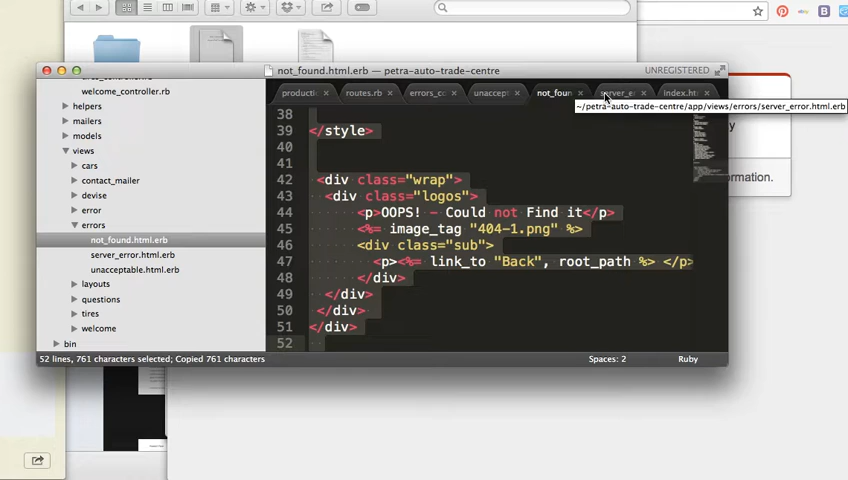 not_found.html.erb — petra-auto-trade-centre
UNREGISTERED
welcome_controller.rb
helpers
mailers
models
views
cars
contact_mailer
devise
error
errors
not_found.html.erb
server_error.html.erb
unacceptable.html.erb
layouts
questions
tires
welcome
bin
producti
routes.rb
errors_co
unaccept
not_foun
server_er
index.ht
~/petra-auto-trade-centre/app/views/errors/server_error.html.erb
38
39 </style>
40
41
42 <div class="wrap">
43 <div class="logos">
44 <p>OOPS! - Could not Find it</p>
45 <%= image_tag "404-1.png" %>
46 <div class="sub">
47 <p><%= link_to "Back", root_path %> </p>
48 </div>
49 </div>
50 </div>
51 </div>
52
52 lines, 761 characters selected; Copied 761 characters
Spaces: 2
Ruby
formation.